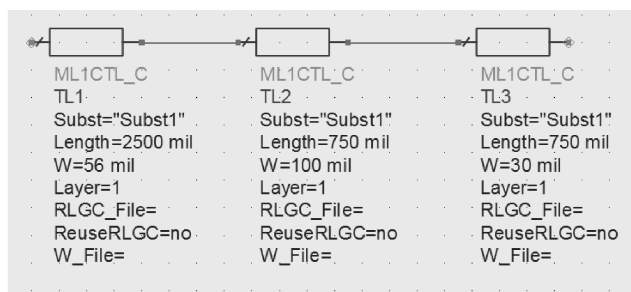 ML1CTL_C
TL1
Subst="Subst1"
Length=2500 mil
W=56 mil
Layer=1
RLGC_File=
ReuseRLGC=no
W_File=
ML1CTL_C
TL2
Subst="Subst1"
Length=750 mil
W=100 mil
Layer=1
RLGC_File=
ReuseRLGC=no
W_File=
ML1CTL_C
TL3
Subst="Subst1"
Length=750 mil
W=30 mil
Layer=1
RLGC_File=
ReuseRLGC=no
W_File=